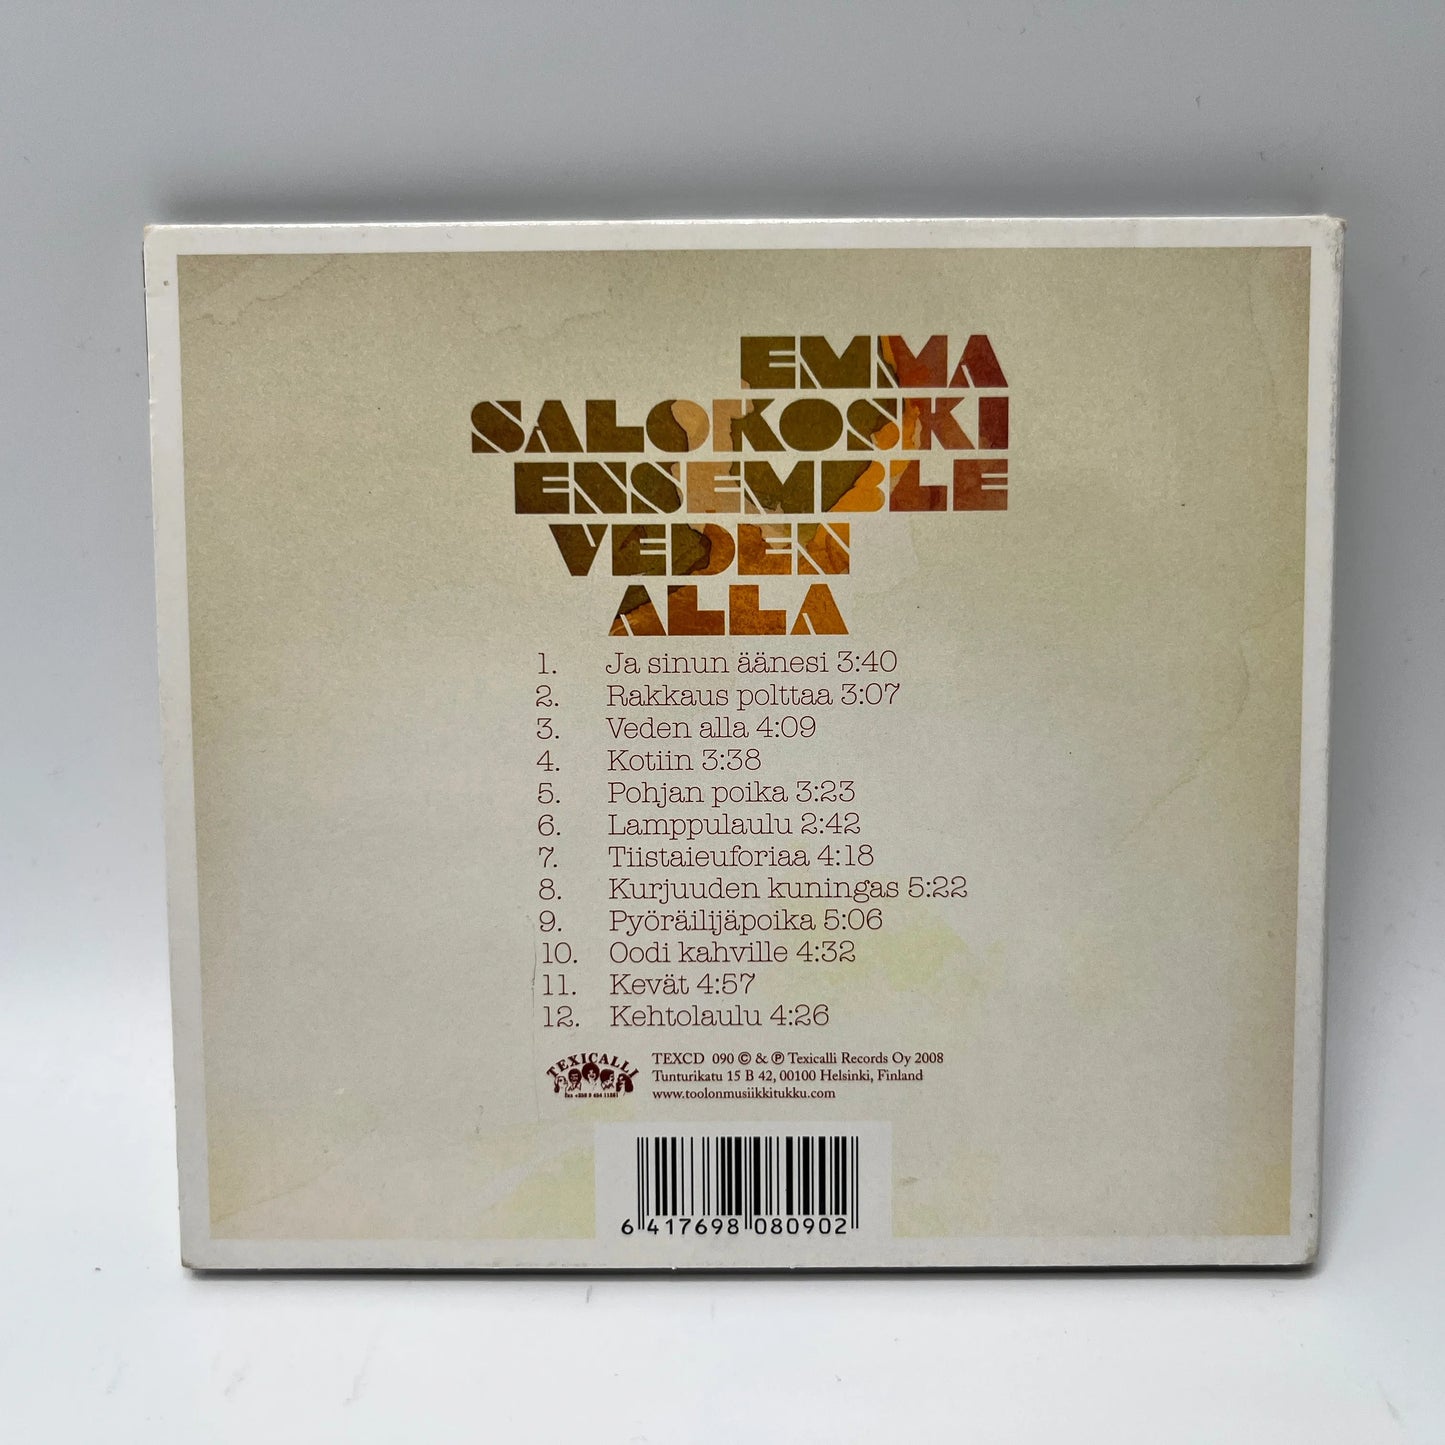 EMMA
SALOKOSKI
ENSEMBLE
VEDEN
ALLA
1. Ja sinun äänesi 3:40
2. Rakkaus polttaa 3:07
3. Veden alla 4:09
4. Kotiin 3:38
5. Pohjan poika 3:23
6. Lamppulaulu 2:42
7. Tiistaieuforiaa 4:18
8. Kurjuuden kuningas 5:22
9. Pyöräilijäpoika 5:06
10. Oodi kahville 4:32
11. Kevät 4:57
12. Kehtolaulu 4:26
TEXICALLI
TEXCD 090 © & ℗ Texicalli Records Oy 2008
Tunturikatu 15 B 42, 00100 Helsinki, Finland
www.toolonmusiikkitukku.com
6 417698 080902